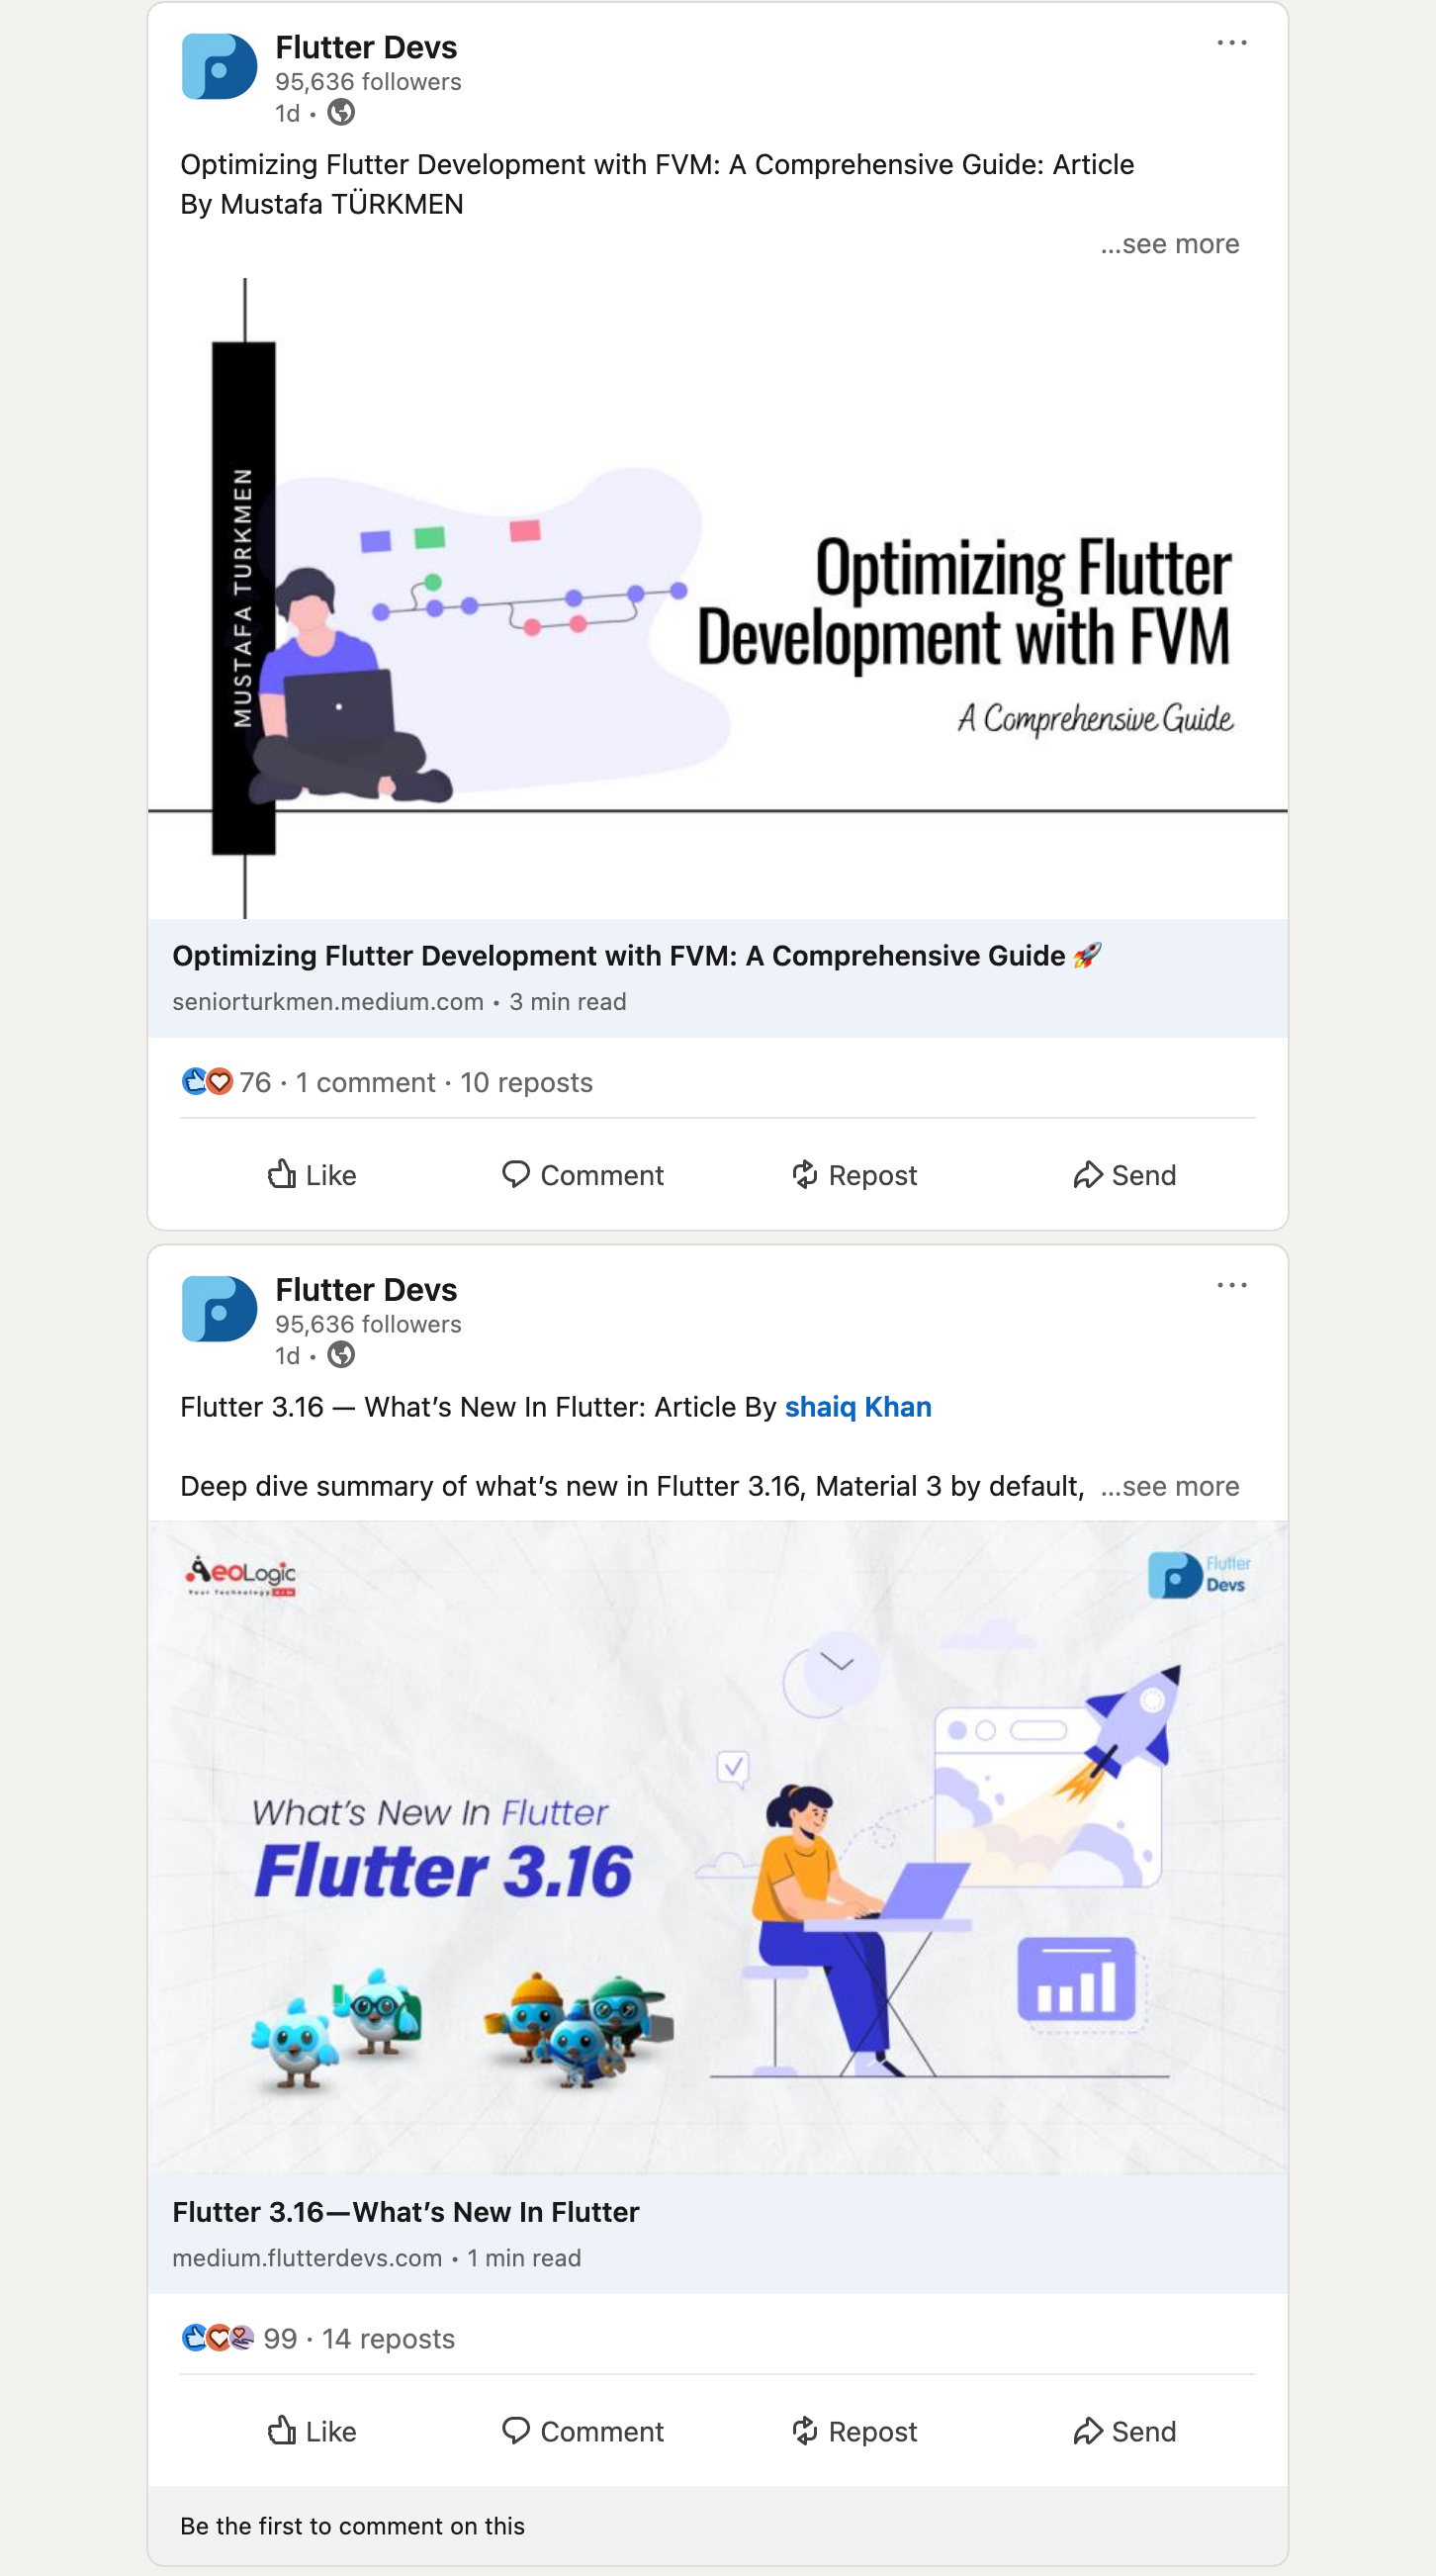 Flutter Devs
95,636 followers
1d •
Optimizing Flutter Development with FVM: A Comprehensive Guide: Article
By Mustafa TÜRKMEN
...see more
MUSTAFA TURKMEN
Optimizing Flutter
Development with FVM
A Comprehensive Guide
Optimizing Flutter Development with FVM: A Comprehensive Guide 🚀
seniorturkmen.medium.com • 3 min read
76 · 1 comment · 10 reposts
Like Comment Repost Send
Flutter Devs
95,636 followers
1d •
Flutter 3.16 — What’s New In Flutter: Article By shaiq Khan
Deep dive summary of what’s new in Flutter 3.16, Material 3 by default, ...see more
AeoLogic
Your Technology AIM
Flutter
Devs
What’s New In Flutter
Flutter 3.16
Flutter 3.16—What’s New In Flutter
medium.flutterdevs.com • 1 min read
99 · 14 reposts
Like Comment Repost Send
Be the first to comment on this